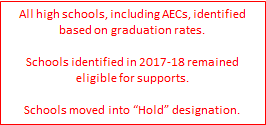 All high schools, including AECs, identified
based on graduation rates.
Schools identified in 2017-18 remained
eligible for supports.
Schools moved into “Hold” designation.